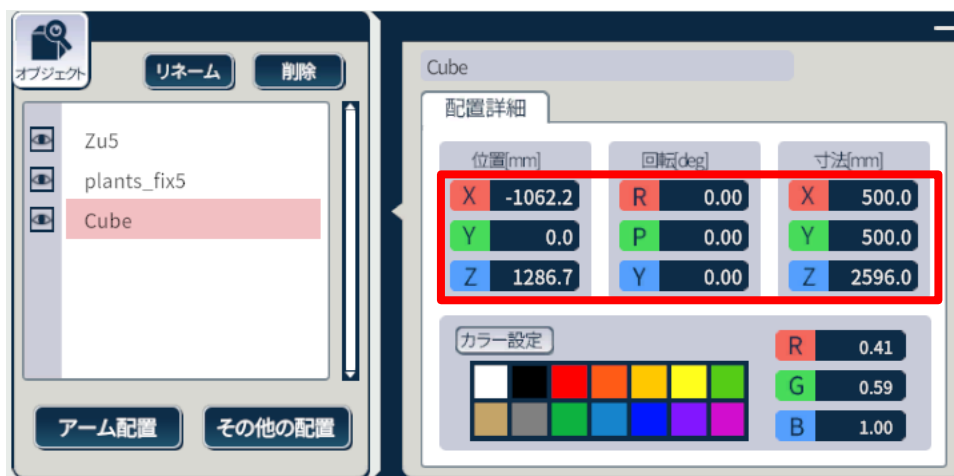 オブジェクト
リネーム 削除
Zu5
plants_fix5
Cube
アーム配置 その他の配置
Cube
配置詳細
位置[mm] 回転[deg] 寸法[mm]
X -1062.2 R 0.00 X 500.0
Y 0.0 P 0.00 Y 500.0
Z 1286.7 Y 0.00 Z 2596.0
カラー設定
R 0.41
G 0.59
B 1.00